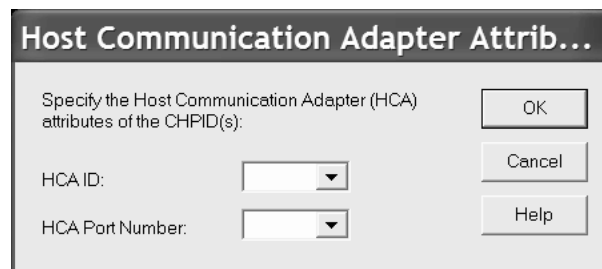 Host Communication Adapter Attrib...
Specify the Host Communication Adapter (HCA)
attributes of the CHPID(s):
OK
HCA ID:
Cancel
HCA Port Number:
Help